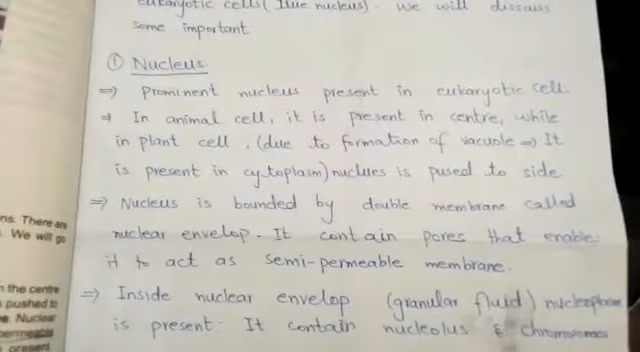 eukaryotic cells (True nucleus). We will discuss
some important
① Nucleus.
=> Prominent nucleus present in eukaryotic cell.
=> In animal cell, it is present in centre, while
in plant cell, (due to formation of vacuole => It
is present in cytoplasm) nuclues is pused to side
=> Nucleus is bounded by double membrane called
nuclear envelop. It contain pores that enable
it to act as semi-permeable membrane.
=> Inside nuclear envelop (granular fluid) nucleoplasm
is present. It contain nucleolus & chromosomes
ns. There are
. We will go
n the centre
pushed to
Nuclear
permeable
present